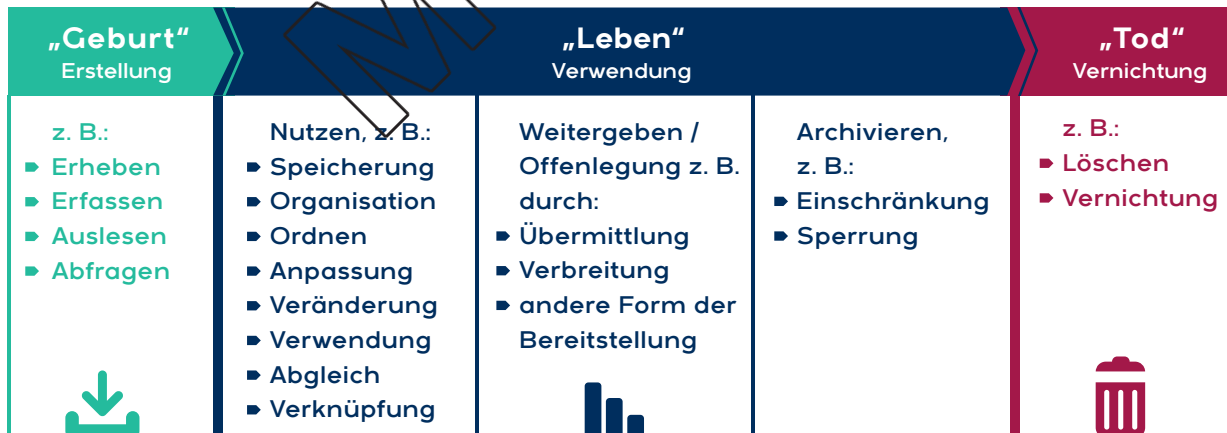 „Geburt“
Erstellung
„Leben“
Verwendung
„Tod“
Vernichtung
z. B.:
Erheben
Erfassen
Auslesen
Abfragen
Nutzen, z. B.:
Speicherung
Organisation
Ordnen
Anpassung
Veränderung
Verwendung
Abgleich
Verknüpfung
Weitergeben /
Offenlegung z. B.
durch:
Übermittlung
Verbreitung
andere Form der
Bereitstellung
Archivieren,
z. B.:
Einschränkung
Sperrung
z. B.:
Löschen
Vernichtung